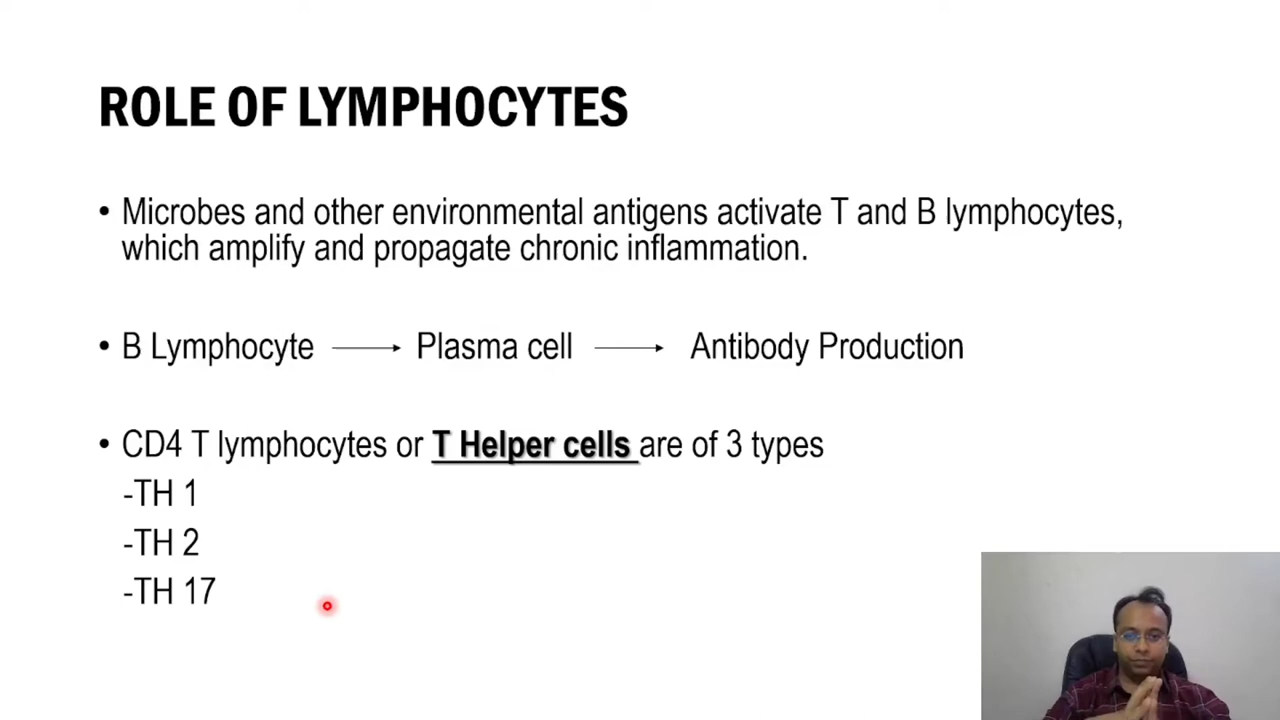 ROLE OF LYMPHOCYTES
• Microbes and other environmental antigens activate T and B lymphocytes,
which amplify and propagate chronic inflammation.
• B Lymphocyte → Plasma cell → Antibody Production
• CD4 T lymphocytes or T Helper cells are of 3 types
-TH 1
-TH 2
-TH 17